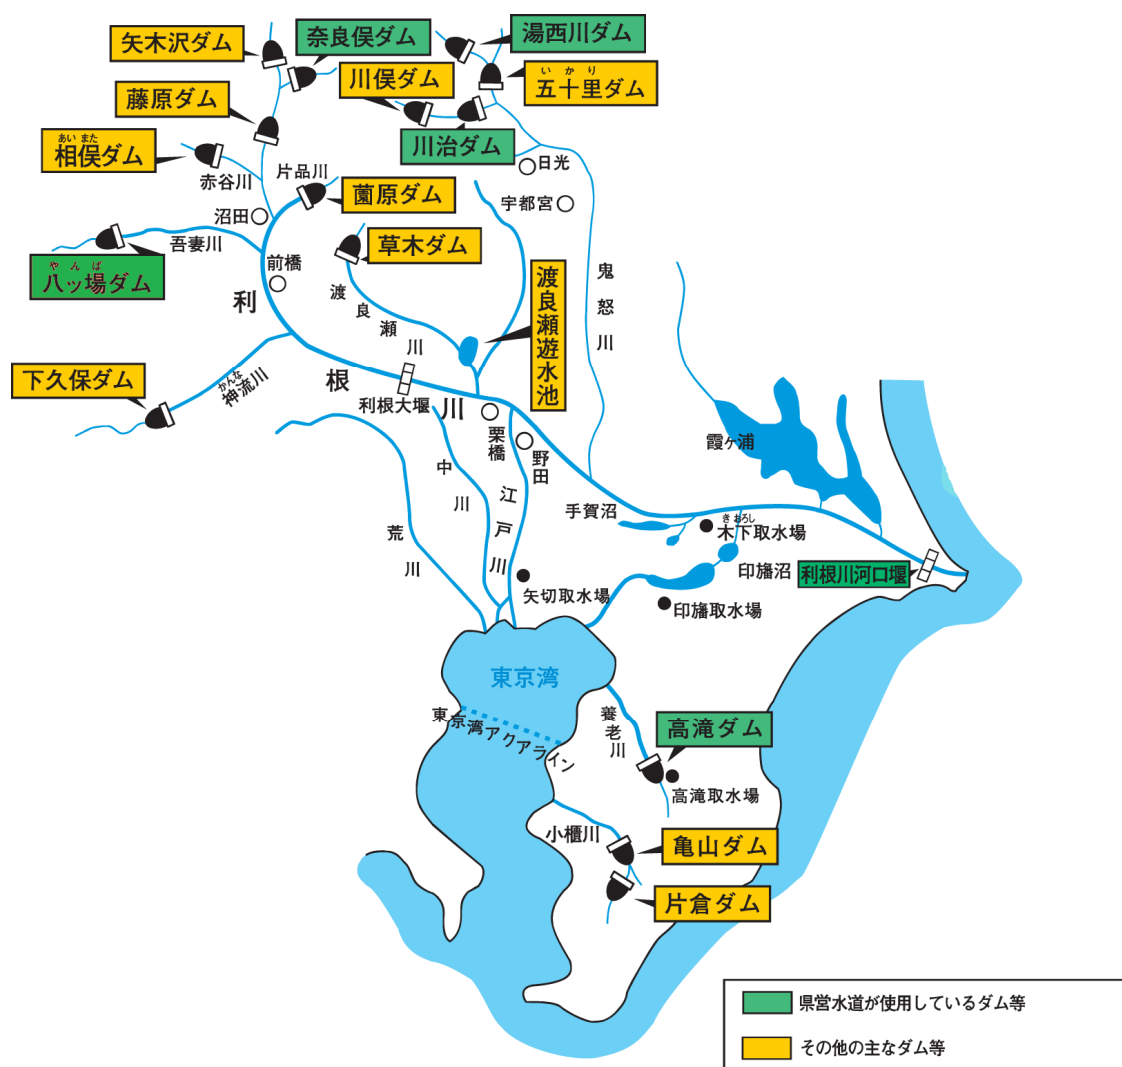 矢木沢ダム
奈良俣ダム
湯西川ダム
いかり
五十里ダム
川俣ダム
藤原ダム
川治ダム
あいまた
相俣ダム
赤谷川
片品川
薗原ダム
日光
宇都宮
沼田
吾妻川
草木ダム
やんば
八ッ場ダム
前橋
利根川
渡良瀬川
渡良瀬遊水池
鬼怒川
下久保ダム
かんな
神流川
利根大堰
栗橋
野田
霞ヶ浦
中川
江戸川
荒川
手賀沼
きおろし
木下取水場
印旛沼
利根川河口堰
矢切取水場
印旛取水場
東京湾
東京湾アクアライン
養老川
高滝ダム
高滝取水場
小櫃川
亀山ダム
片倉ダム
県営水道が使用しているダム等
その他の主なダム等